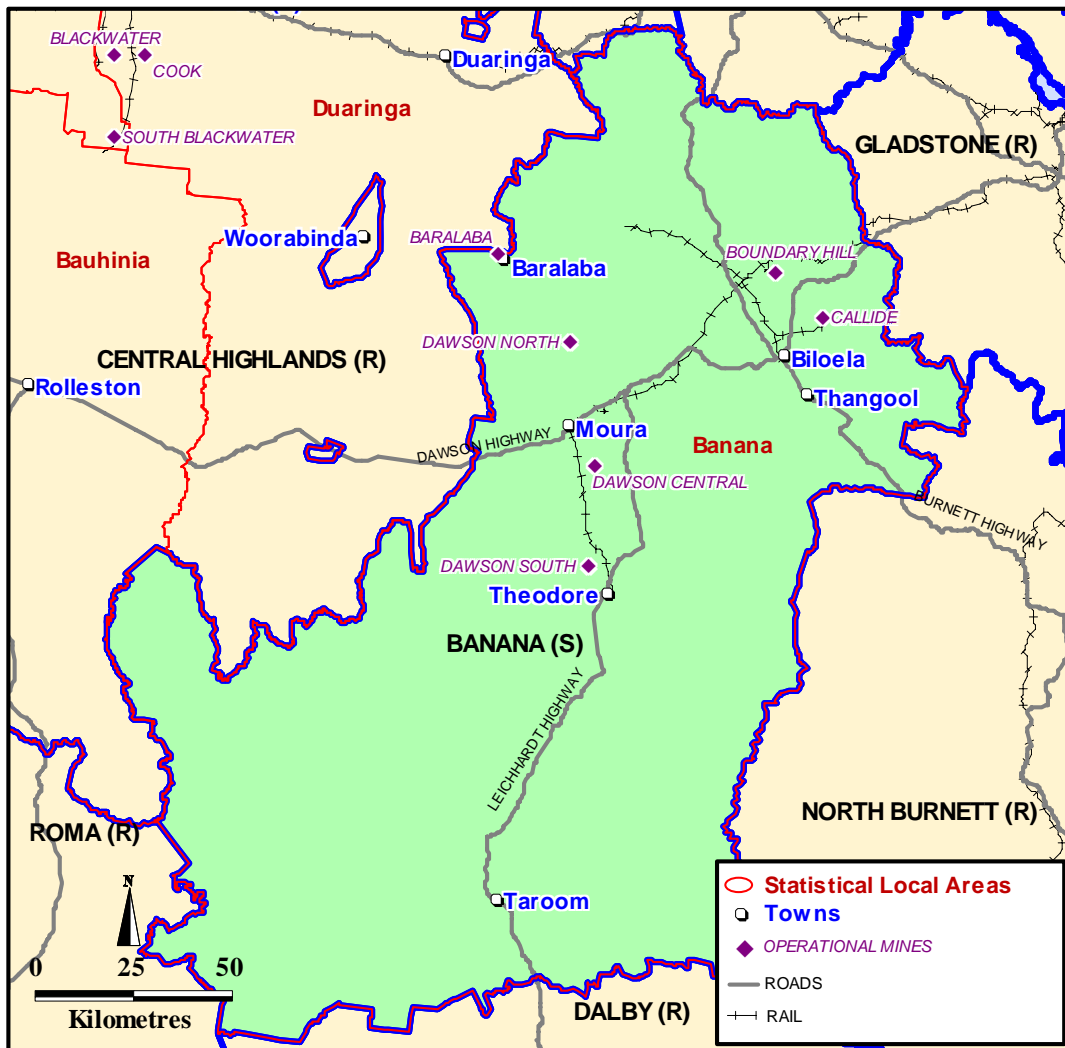 BLACKWATER
COOK
Duaringa
Duaringa
SOUTH BLACKWATER
GLADSTONE (R)
Woorabinda
BARALABA
Baralaba
Bauhinia
BOUNDARY HILL
CALLIDE
DAWSON NORTH
CENTRAL HIGHLANDS (R)
Biloela
Rolleston
Thangool
Moura
DAWSON HIGHWAY
Banana
DAWSON CENTRAL
BURNETT HIGHWAY
DAWSON SOUTH
Theodore
BANANA (S)
LEICHHARDT HIGHWAY
NORTH BURNETT (R)
ROMA (R)
Taroom
DALBY (R)
N
0 25 50
Kilometres
Statistical Local Areas
Towns
OPERATIONAL MINES
ROADS
RAIL